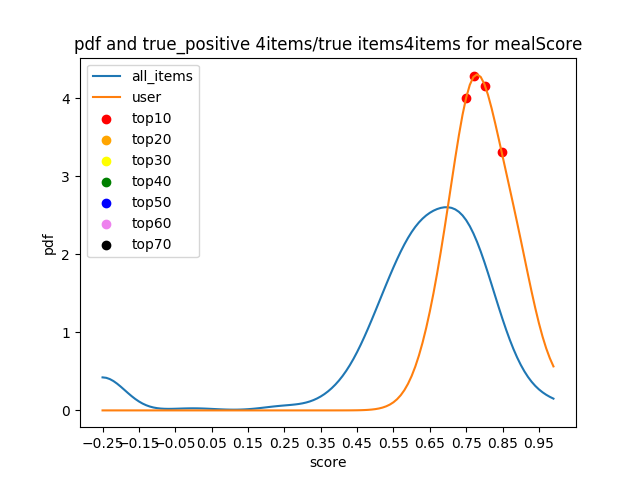 pdf and true_positive 4items/true items4items for mealScore
all_items
user
top10
top20
top30
top40
top50
top60
top70
pdf
4
3
2
1
0
−0.25 −0.15 −0.05 0.05 0.15 0.25 0.35 0.45 0.55 0.65 0.75 0.85 0.95
score